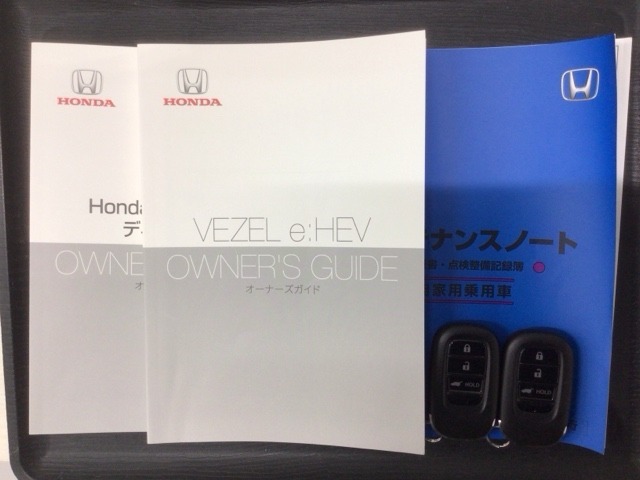 HONDA
Honda
デ
OWNE
オ
HONDA
VEZEL e:HEV
OWNER'S GUIDE
オーナーズガイド
ナンスノート
・点検整備記録簿
家用乗用車
HOLD
HOLD